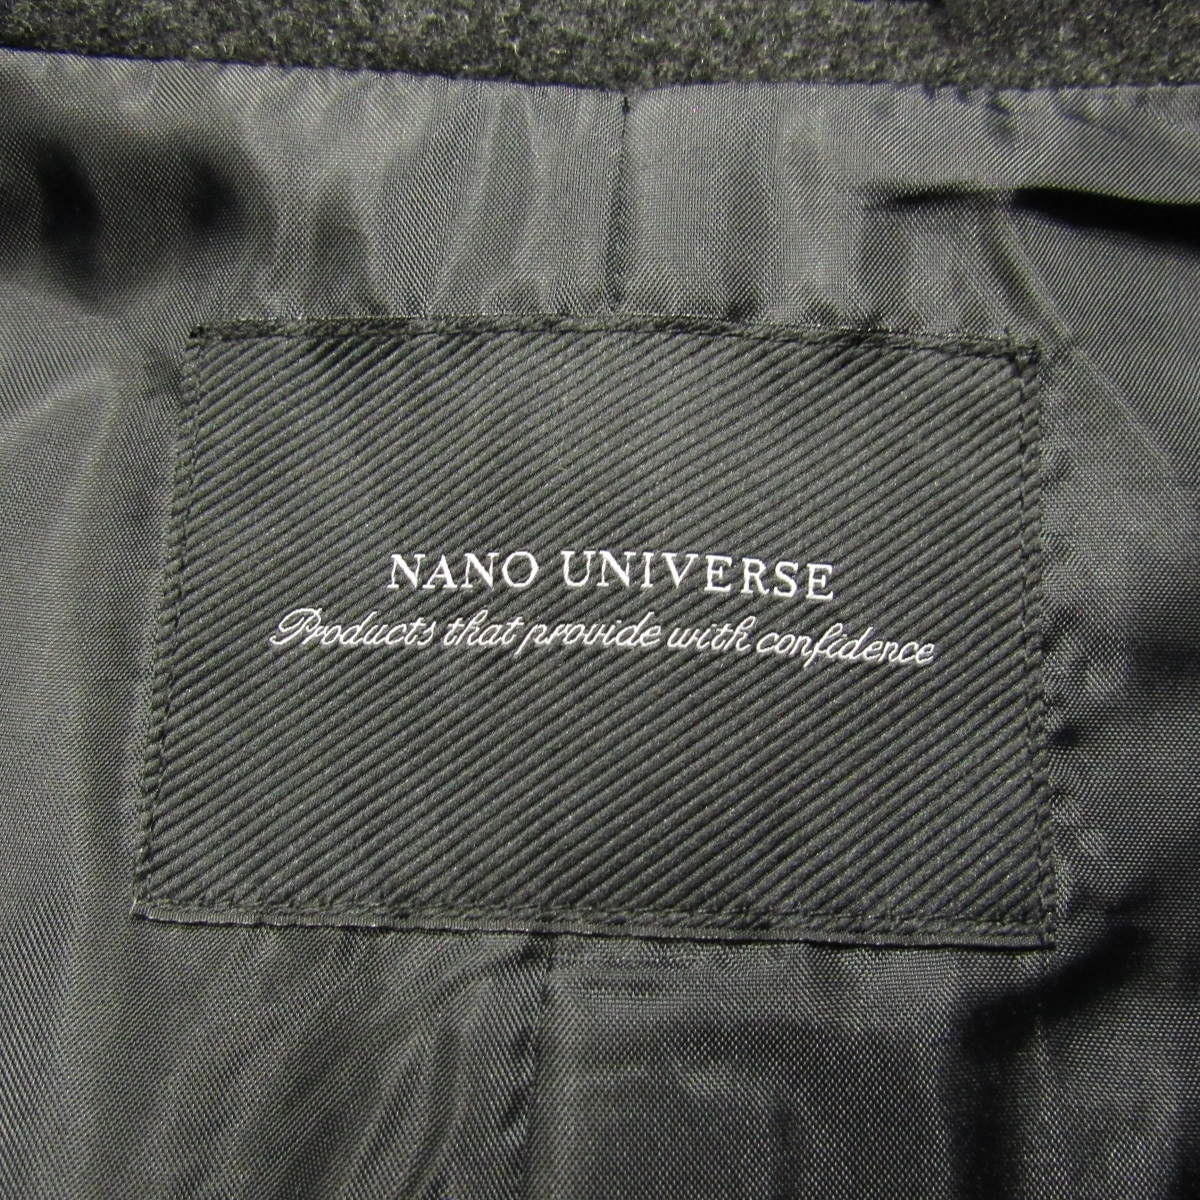 NANO UNIVERSE
Products that provide with confidence